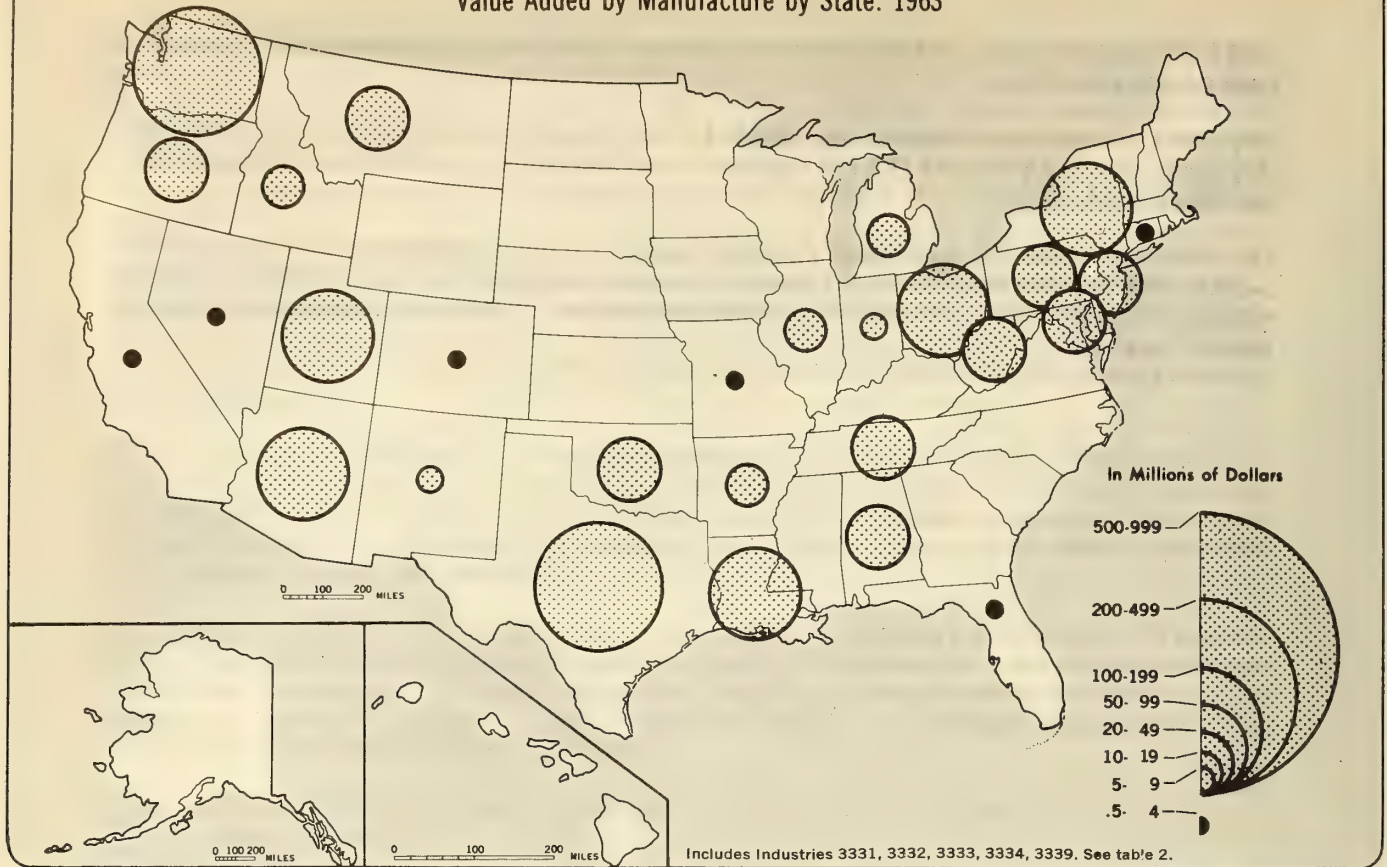 Value Added by Manufacture by State: 1963
0 100 200 MILES
In Millions of Dollars
500-999
200-499
100-199
50- 99
20- 49
10- 19
5- 9
.5- 4
0 100 200 MILES
0 100 200 MILES
Includes Industries 3331, 3332, 3333, 3334, 3339. See table 2.